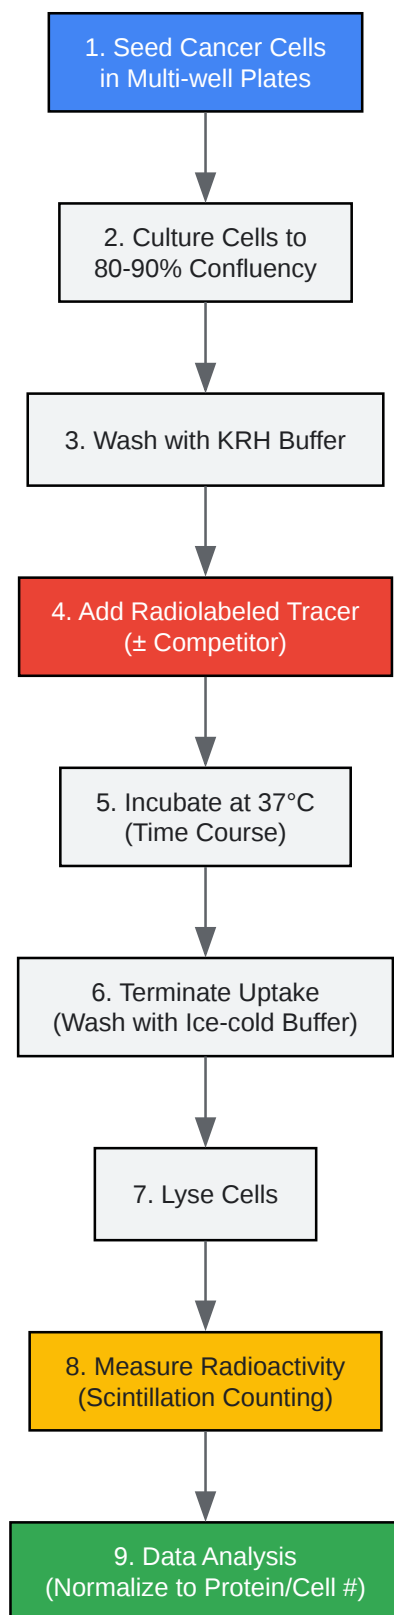 1. Seed Cancer Cells
in Multi-well Plates
2. Culture Cells to
80-90% Confluency
3. Wash with KRH Buffer
4. Add Radiolabeled Tracer
(± Competitor)
5. Incubate at 37°C
(Time Course)
6. Terminate Uptake
(Wash with Ice-cold Buffer)
7. Lyse Cells
8. Measure Radioactivity
(Scintillation Counting)
9. Data Analysis
(Normalize to Protein/Cell #)